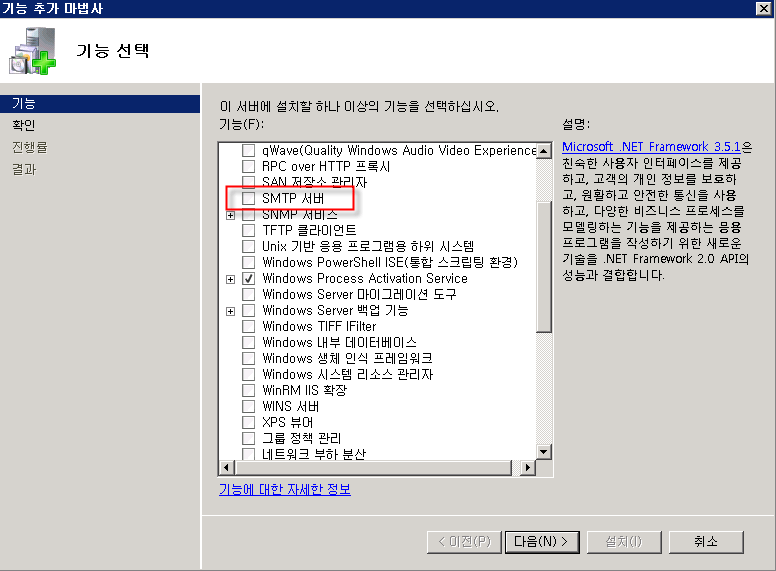 기능 추가 마법사
기능 선택
기능
확인
진행률
결과
이 서버에 설치할 하나 이상의 기능을 선택하십시오.
기능(F):
qWave(Quality Windows Audio Video Experience
RPC over HTTP 프록시
SAN 저장소 관리자
SMTP 서버
SNMP 서비스
TFTP 클라이언트
Unix 기반 응용 프로그램용 하위 시스템
Windows PowerShell ISE(통합 스크립팅 환경)
Windows Process Activation Service
Windows Server 마이그레이션 도구
Windows Server 백업 기능
Windows TIFF IFilter
Windows 내부 데이터베이스
Windows 생체 인식 프레임워크
Windows 시스템 리소스 관리자
WinRM IIS 확장
WINS 서버
XPS 뷰어
그룹 정책 관리
네트워크 부하 분산
기능에 대한 자세한 정보
설명:
Microsoft .NET Framework 3.5.1은
친숙한 사용자 인터페이스를 제공
하고, 고객의 개인 정보를 보호하
고, 원활하고 안전한 통신을 사용
하고, 다양한 비즈니스 프로세스를
모델링하는 기능을 제공하는 응용
프로그램을 작성하기 위한 새로운
기술을 .NET Framework 2.0 API의
성능과 결합합니다.
< 이전(P)
다음(N) >
설치(I)
취소